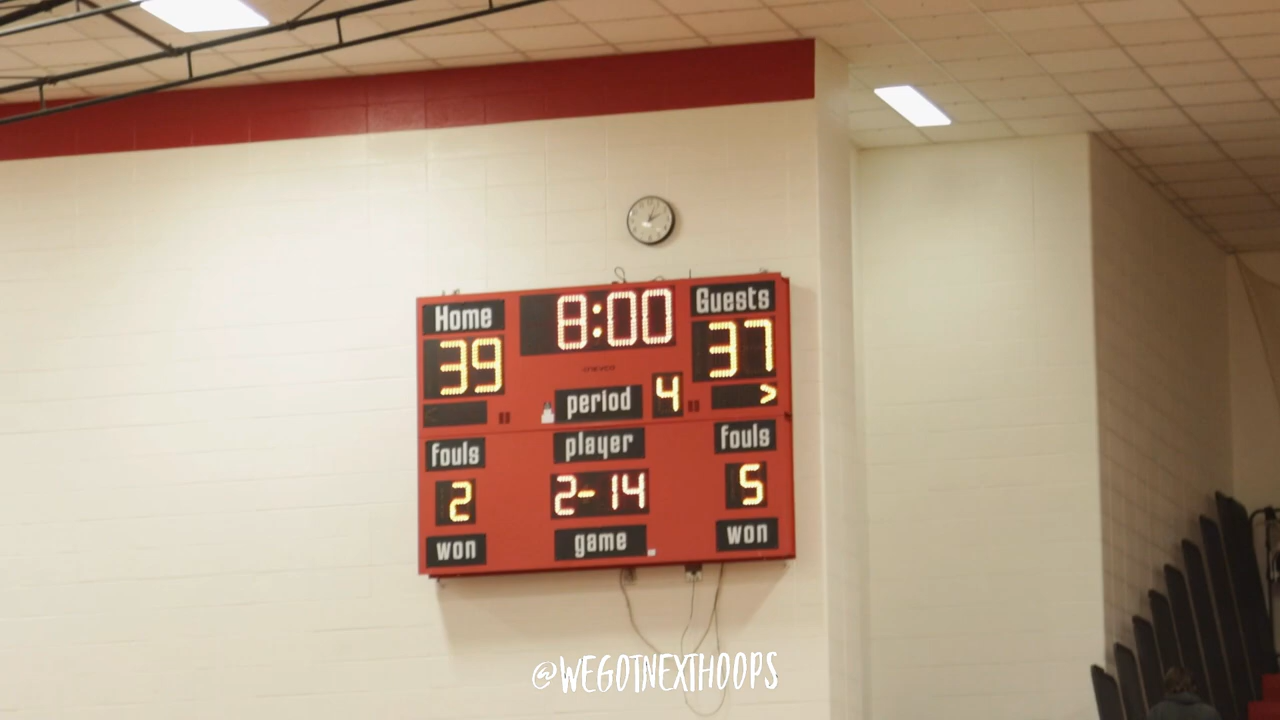 Home 8:00 Guests
39 37
period 4 >
fouls player fouls
2 2-14 5
won game won
@WEGOTNEXTHOOPS